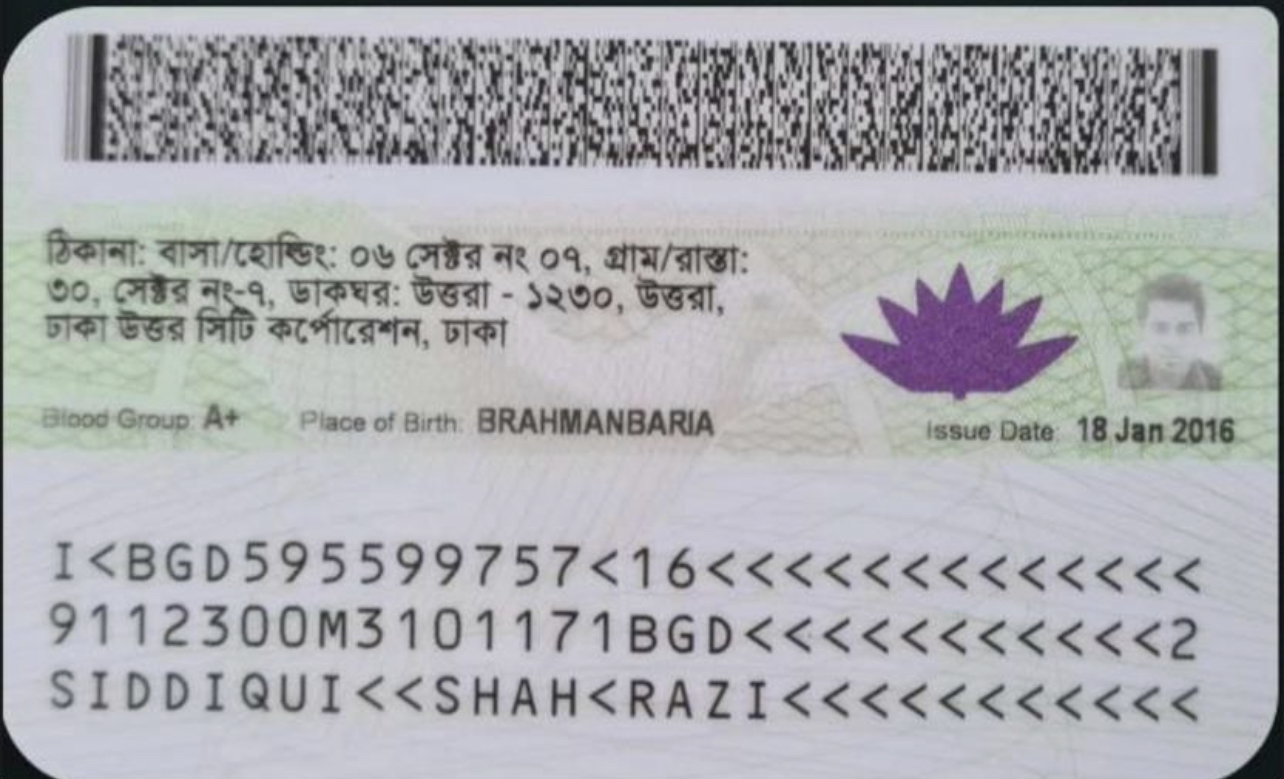 ঠিকানা: বাসা/হোল্ডিং: ০৬ সেক্টর নং ০৭, গ্রাম/রাস্তা:
৩০, সেক্টর নং-৭, ডাকঘর: উত্তরা - ১২৩০, উত্তরা,
ঢাকা উত্তর সিটি কর্পোরেশন, ঢাকা
Blood Group: A+ Place of Birth: BRAHMANBARIA Issue Date: 18 Jan 2016
I<BGD595599757<16<<<<<<<<<<<<<
9112300M3101171BGD<<<<<<<<<<<2
SIDDIQUI<<SHAH<RAZI<<<<<<<<<<<